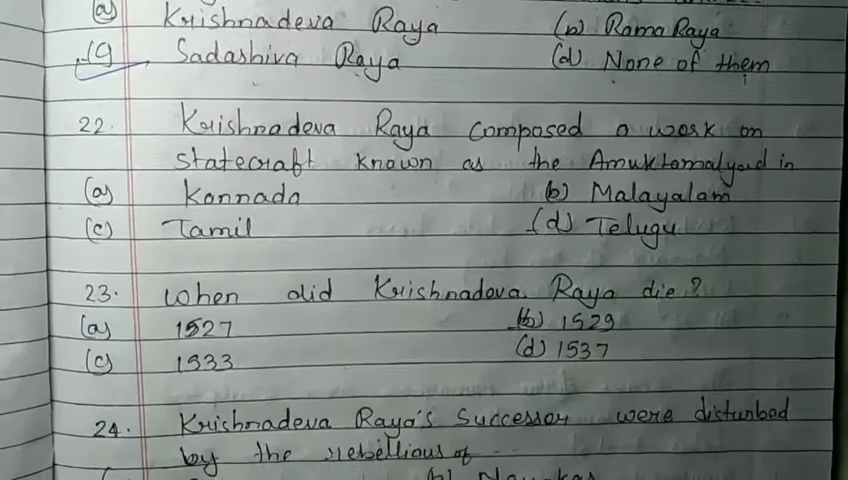 (a) Krishnadeva Raya (b) Rama Raya
(c) Sadashiva Raya (d) None of them
22. Krishnadeva Raya composed a work on
statecraft known as the Amuktamalyad in
(a) Kannada (b) Malayalam
(c) Tamil (d) Telugu
23. When did Krishnadeva Raya die?
(a) 1527 (b) 1529
(c) 1533 (d) 1537
24. Krishnadeva Raya's Successor were disturbed
by the rebellious of